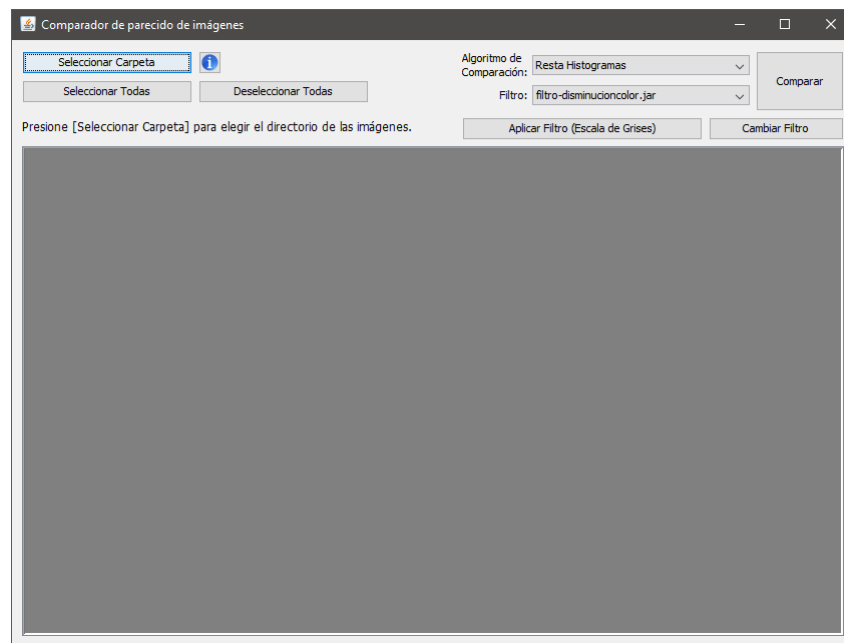 Comparador de parecido de imágenes
Seleccionar Carpeta
Seleccionar Todas
Deseleccionar Todas
Algoritmo de
Comparación:
Resta Histogramas
Filtro:
filtro-disminucioncolor.jar
Comparar
Presione [Seleccionar Carpeta] para elegir el directorio de las imágenes.
Aplicar Filtro (Escala de Grises)
Cambiar Filtro